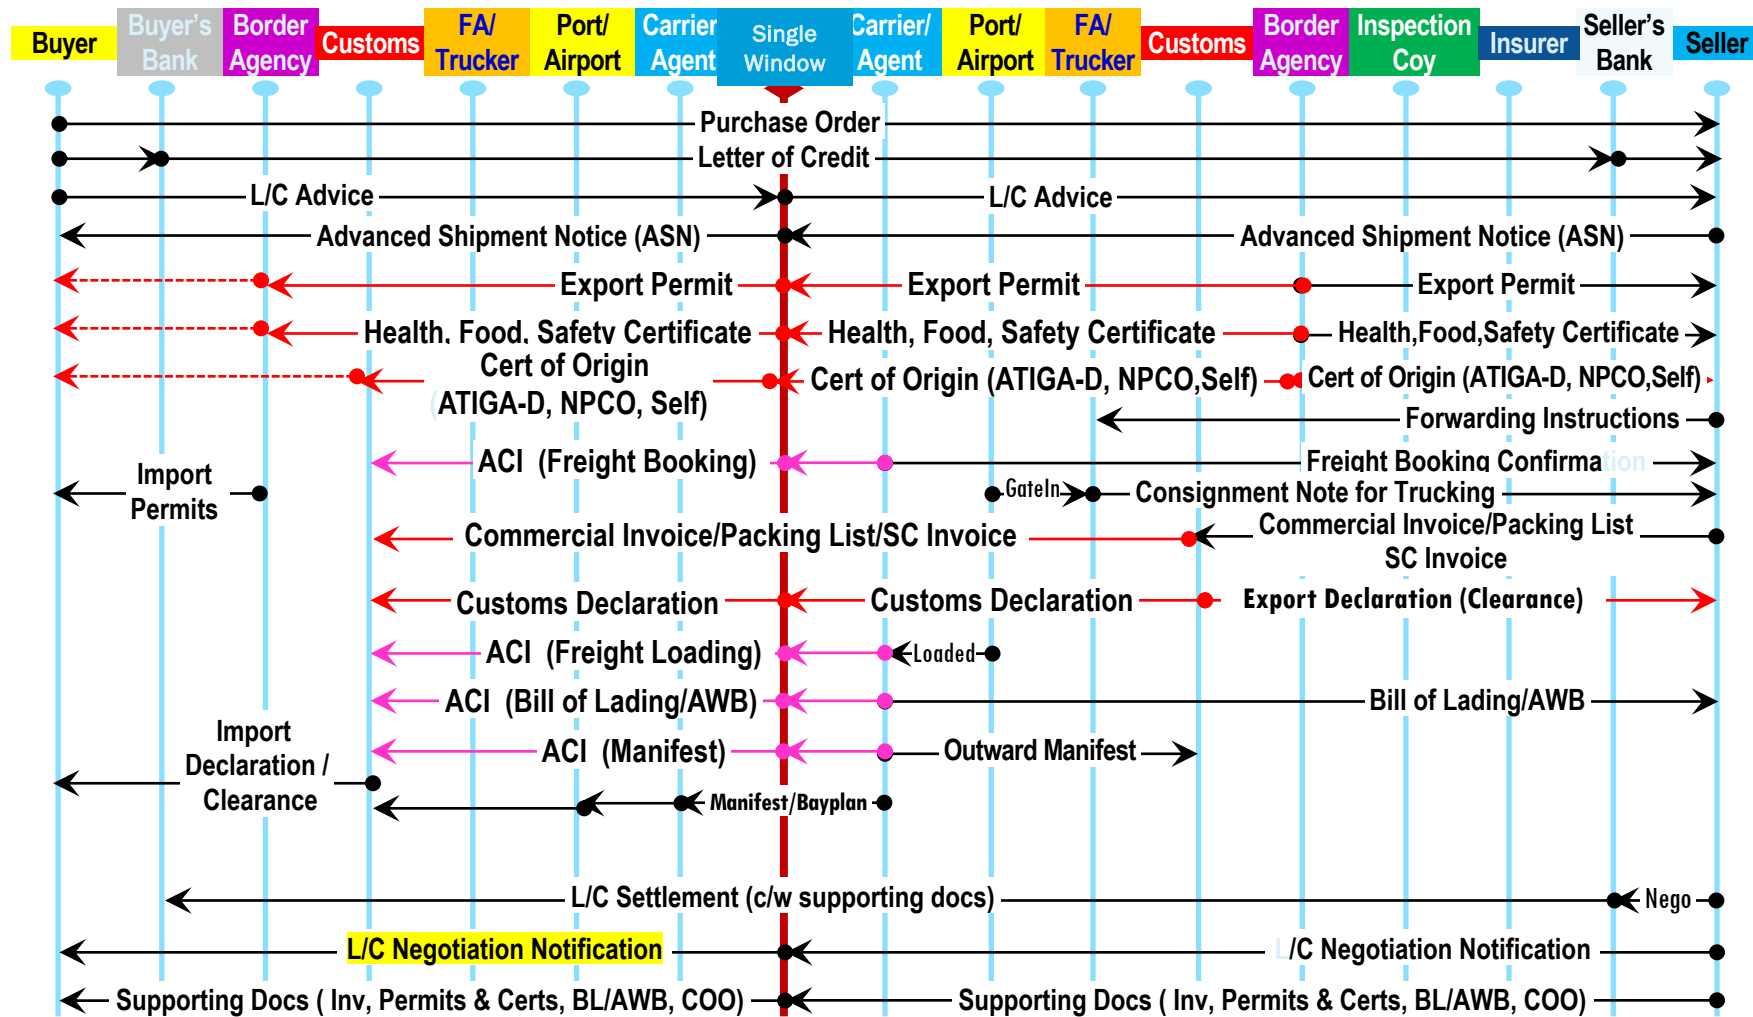 Buyer
Buyer's
Bank
Border
Agency
Customs
FA/
Trucker
Port/
Airport
Carrier
Agent
Single
Window
Carrier/
Agent
Port/
Airport
FA/
Trucker
Customs
Border
Agency
Inspection
Coy
Insurer
Seller's
Bank
Seller
Purchase Order
Letter of Credit
L/C Advice
L/C Advice
Advanced Shipment Notice (ASN)
Advanced Shipment Notice (ASN)
Export Permit
Export Permit
Export Permit
Health, Food, Safety Certificate
Health, Food, Safety Certificate
Health,Food,Safety Certificate
Cert of Origin
(ATIGA-D, NPCO, Self)
Cert of Origin (ATIGA-D, NPCO,Self)
Cert of Origin (ATIGA-D, NPCO,Self)
Forwarding Instructions
ACI (Freight Booking)
Freight Booking Confirmation
Import
Permits
GateIn
Consignment Note for Trucking
Commercial Invoice/Packing List/SC Invoice
Commercial Invoice/Packing List
SC Invoice
Customs Declaration
Customs Declaration
Export Declaration (Clearance)
ACI (Freight Loading)
Loaded
ACI (Bill of Lading/AWB)
Bill of Lading/AWB
Import
Declaration /
Clearance
ACI (Manifest)
Outward Manifest
Manifest/Bayplan
L/C Settlement (c/w supporting docs)
Nego
L/C Negotiation Notification
L/C Negotiation Notification
Supporting Docs ( Inv, Permits & Certs, BL/AWB, COO)
Supporting Docs ( Inv, Permits & Certs, BL/AWB, COO)